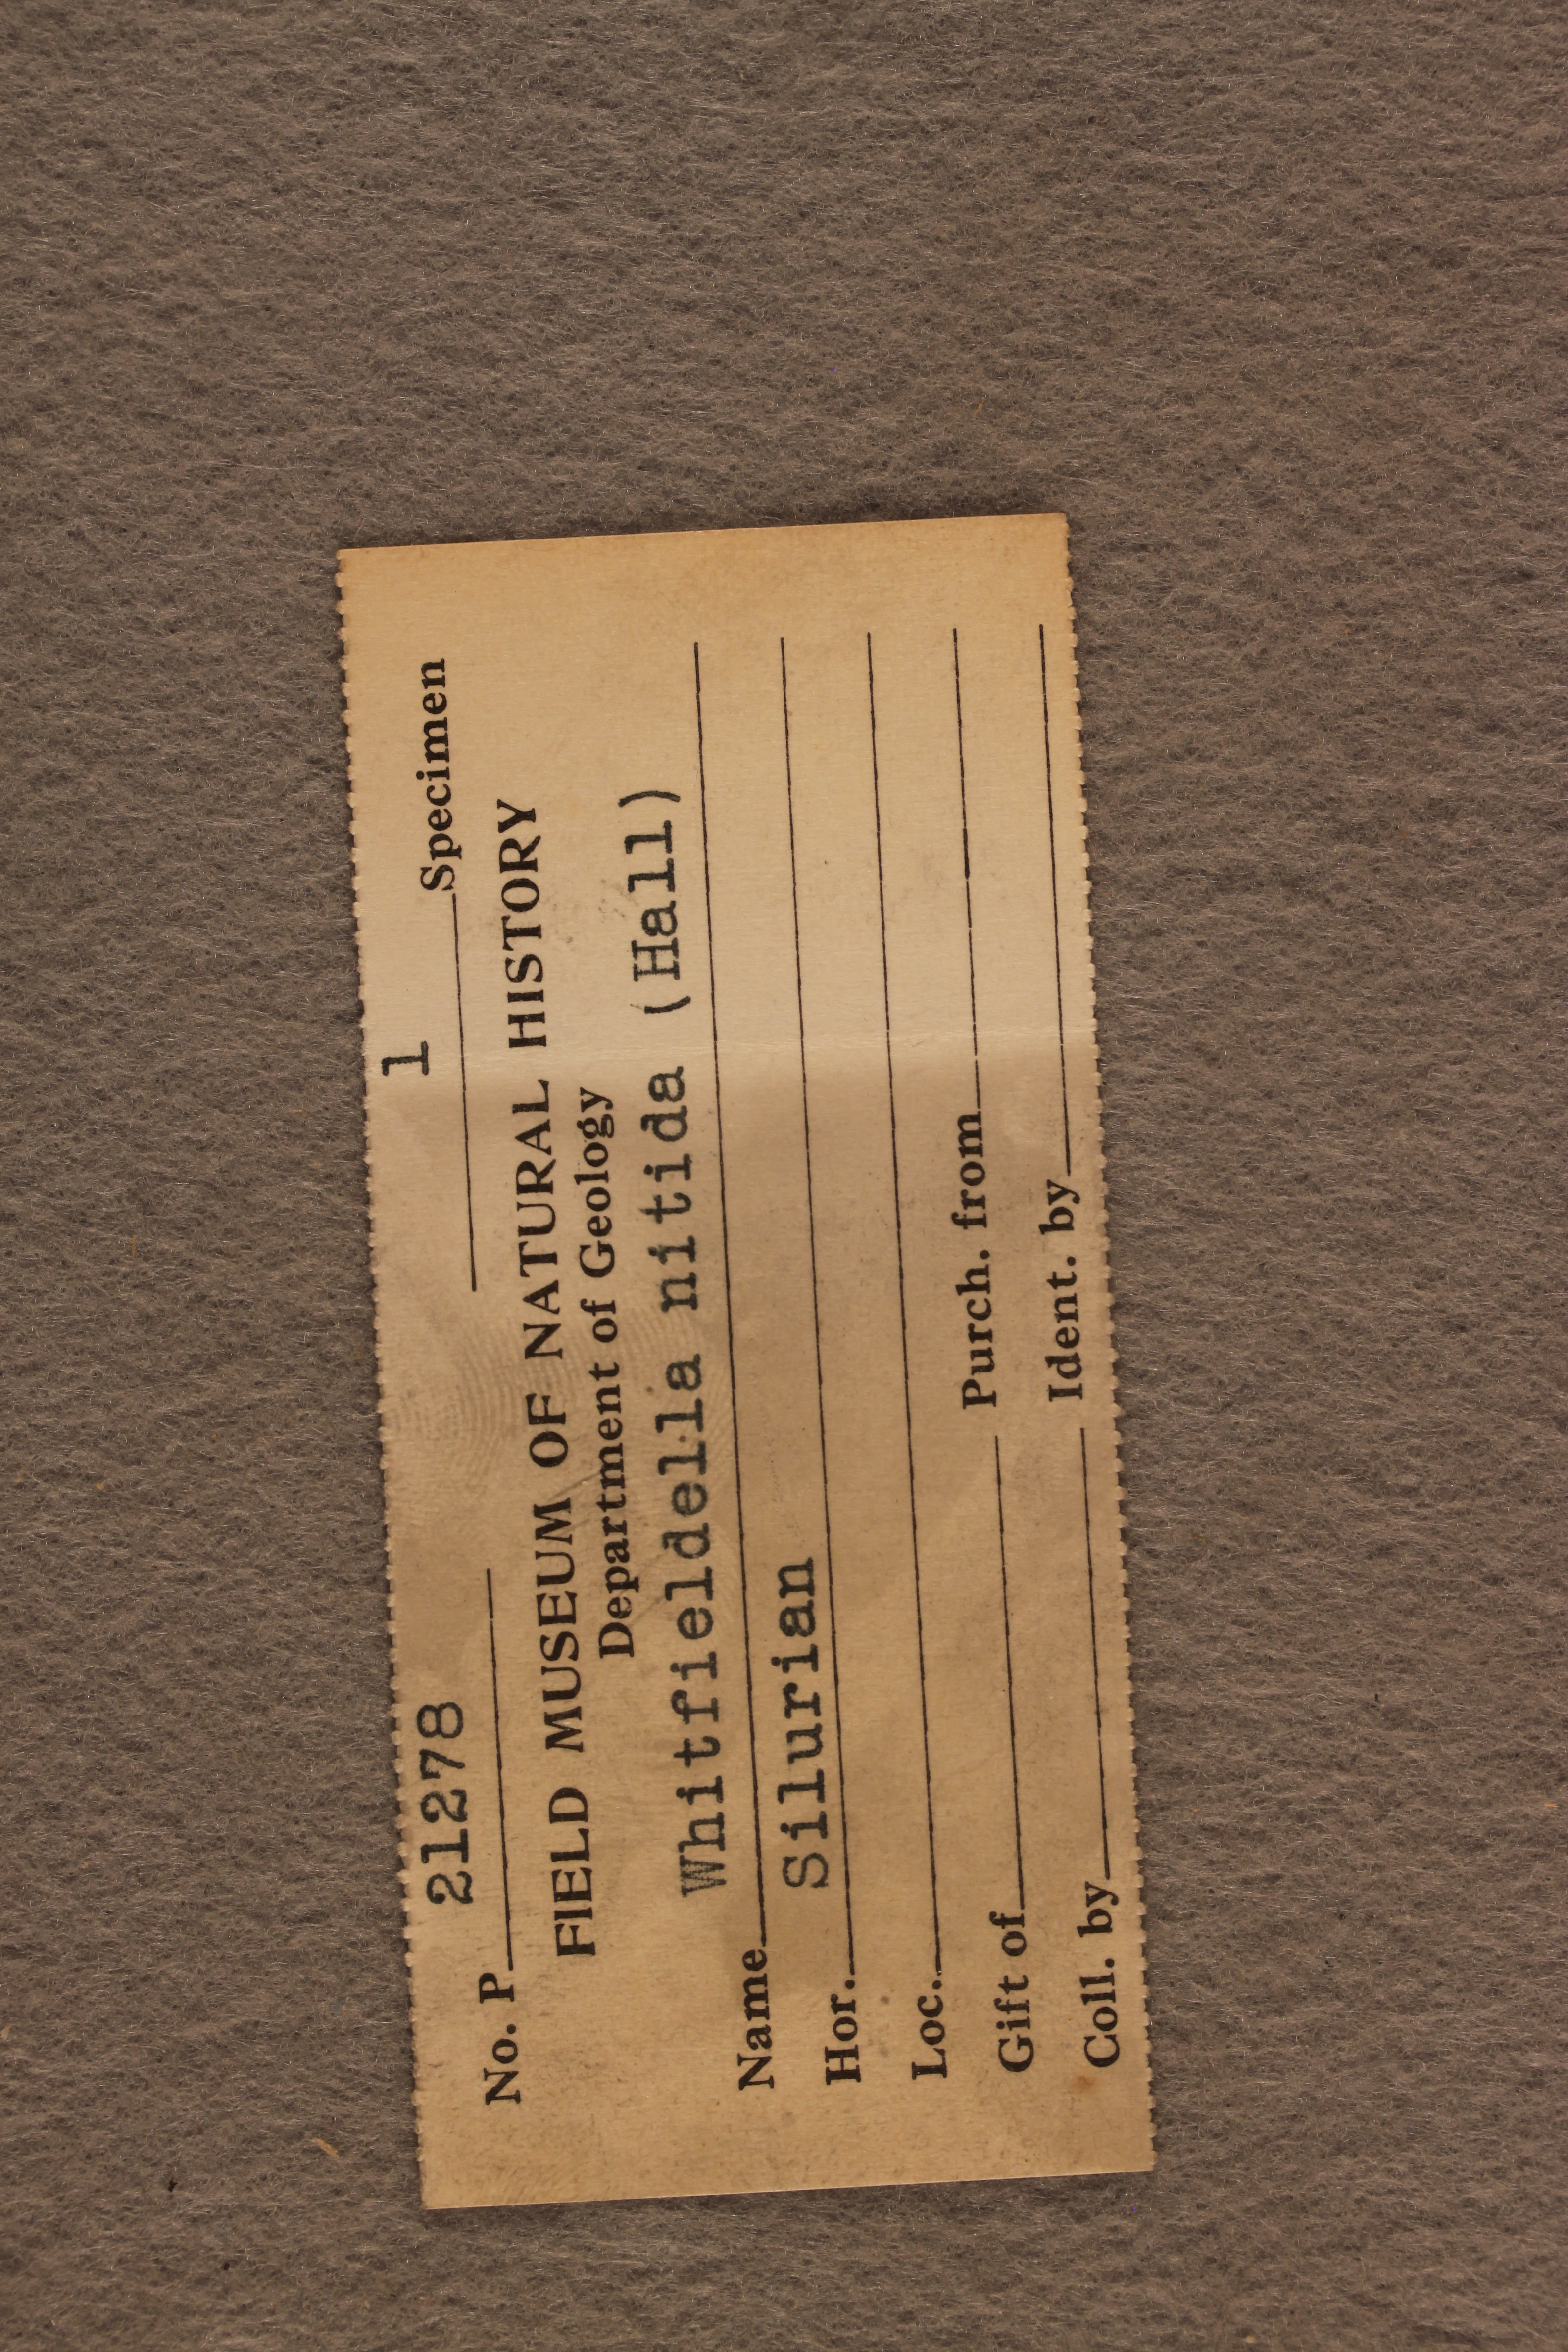 No. P 21278 1 Specimen
FIELD MUSEUM OF NATURAL HISTORY
Department of Geology
Name Whitfieldella nitida (Hall)
Hor. Silurian
Loc.
Gift of Purch. from
Coll. by Ident. by